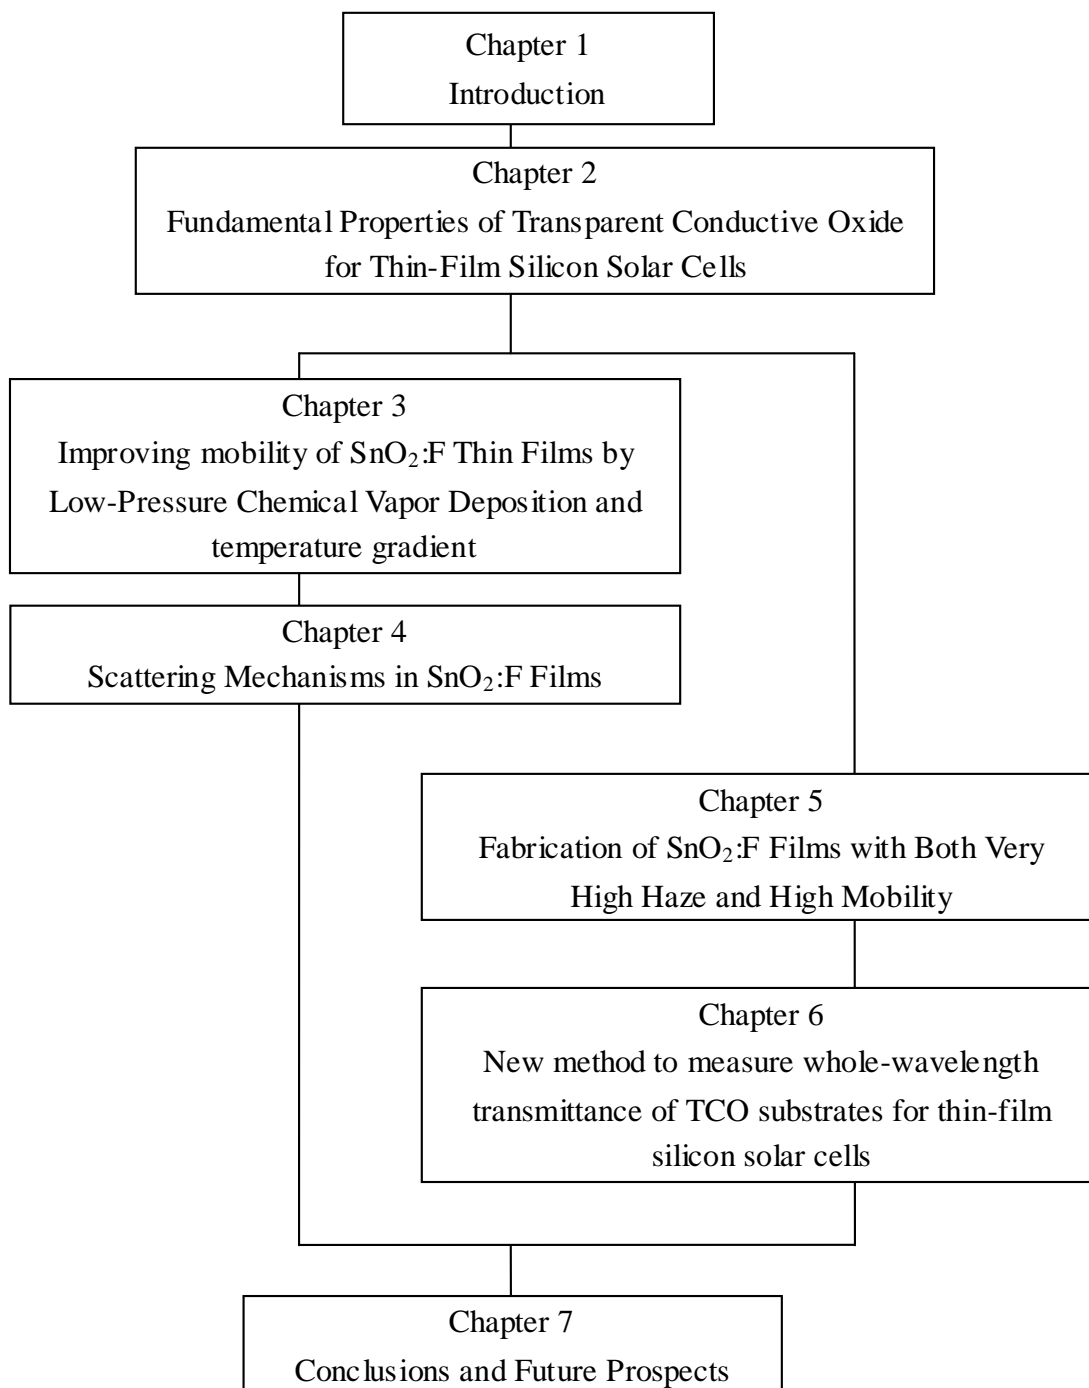 Chapter 1
Introduction
Chapter 2
Fundamental Properties of Transparent Conductive Oxide
for Thin-Film Silicon Solar Cells
Chapter 3
Improving mobility of SnO₂:F Thin Films by
Low-Pressure Chemical Vapor Deposition and
temperature gradient
Chapter 4
Scattering Mechanisms in SnO₂:F Films
Chapter 5
Fabrication of SnO₂:F Films with Both Very
High Haze and High Mobility
Chapter 6
New method to measure whole-wavelength
transmittance of TCO substrates for thin-film
silicon solar cells
Chapter 7
Conclusions and Future Prospects